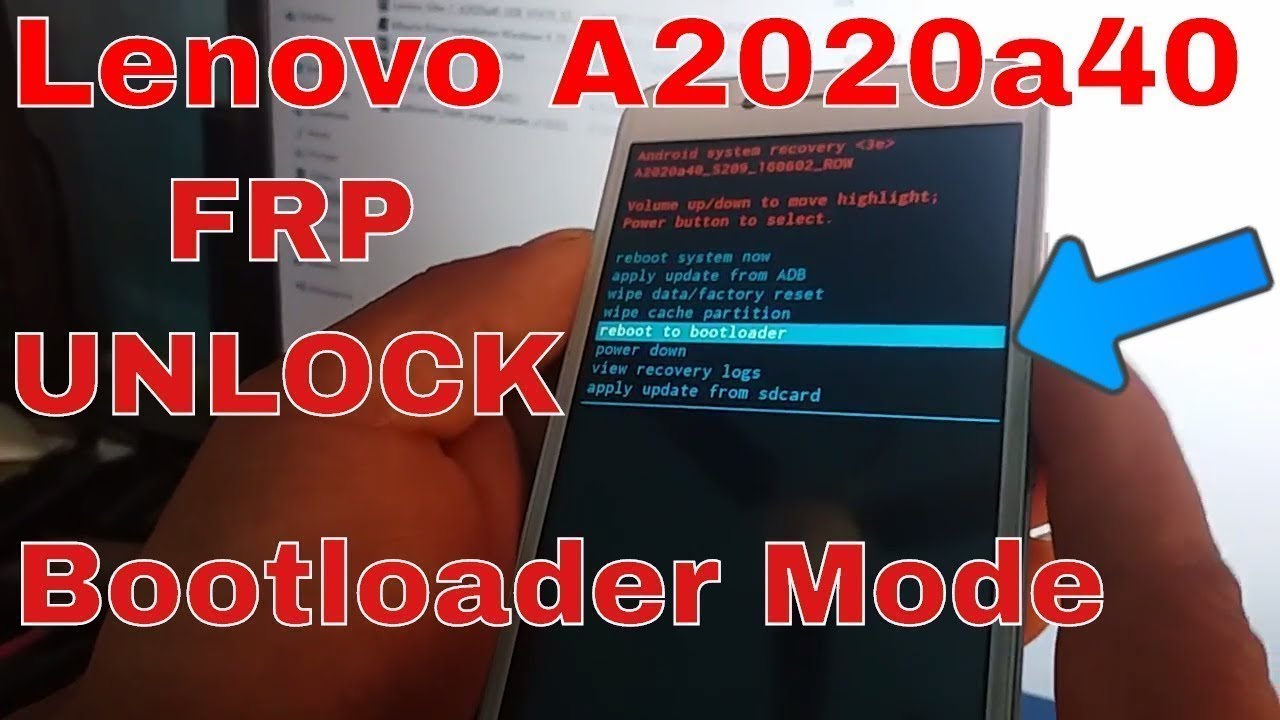 Lenovo A2020a40
FRP
UNLOCK
Bootloader Mode
Android system recovery <3e>
A2020a40_S209_160602_ROW
Volume up/down to move highlight;
Power button to select.
reboot system now
apply update from ADB
wipe data/factory reset
wipe cache partition
reboot to bootloader
power down
view recovery logs
apply update from sdcard